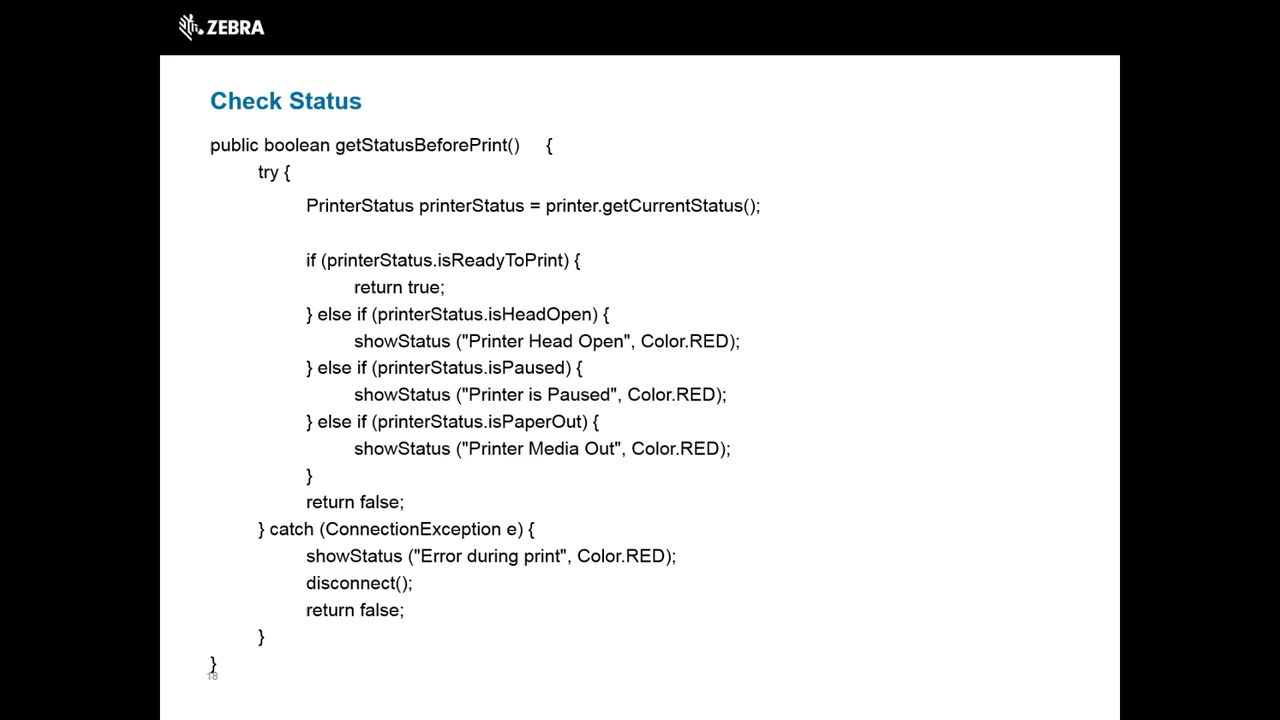 ZEBRA
Check Status
public boolean getStatusBeforePrint() {
try {
PrinterStatus printerStatus = printer.getCurrentStatus();
if (printerStatus.isReadyToPrint) {
return true;
} else if (printerStatus.isHeadOpen) {
showStatus ("Printer Head Open", Color.RED);
} else if (printerStatus.isPaused) {
showStatus ("Printer is Paused", Color.RED);
} else if (printerStatus.isPaperOut) {
showStatus ("Printer Media Out", Color.RED);
}
return false;
} catch (ConnectionException e) {
showStatus ("Error during print", Color.RED);
disconnect();
return false;
}
}
18